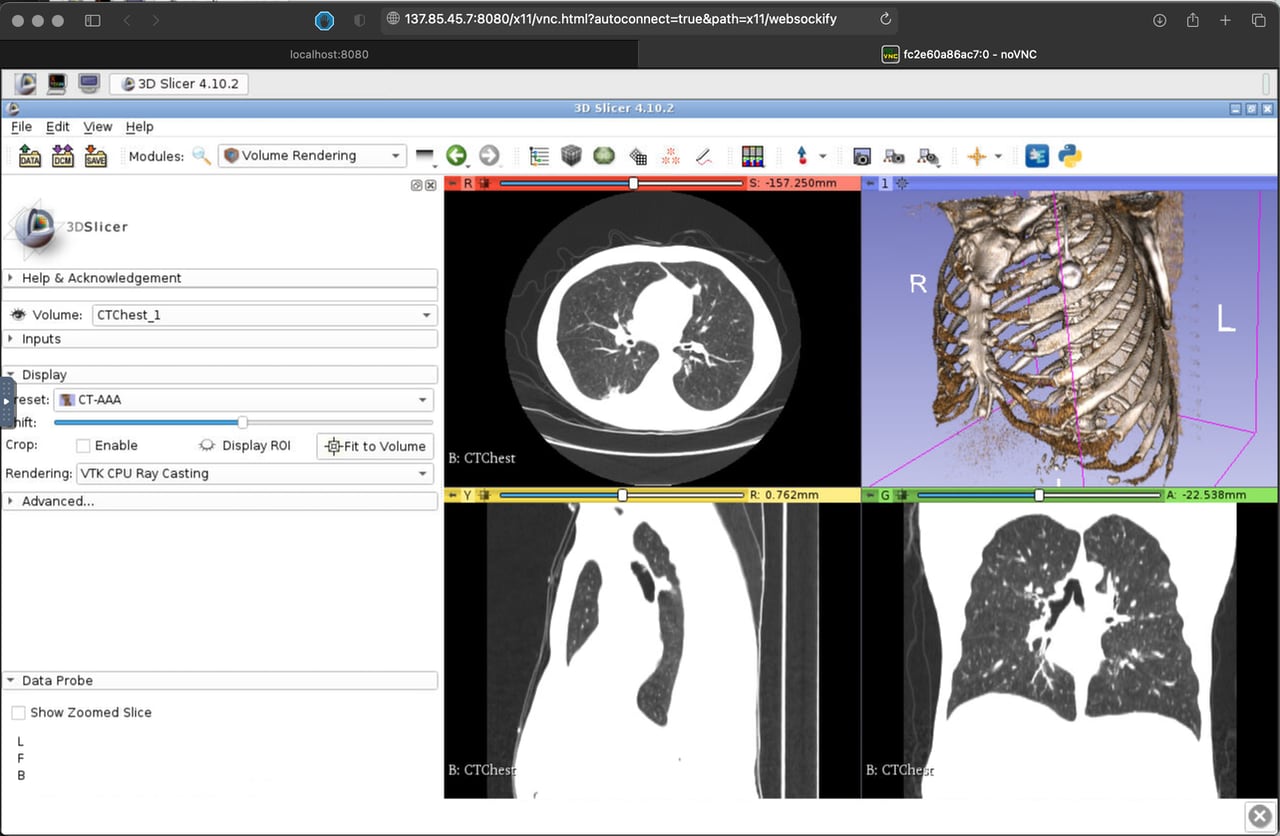 137.85.45.7:8080/x11/vnc.html?autoconnect=true&path=x11/websockify
localhost:8080
fc2e60a86ac7:0 - noVNC
3D Slicer 4.10.2
3D Slicer 4.10.2
File Edit View Help
DATA DCM SAVE Modules: Volume Rendering
R S: -157.250mm
1
3DSlicer
Help & Acknowledgement
Volume: CTChest_1
Inputs
Display
reset: CT-AAA
hift:
Crop: Enable Display ROI Fit to Volume
Rendering: VTK CPU Ray Casting
Advanced...
Data Probe
Show Zoomed Slice
L
F
B
B: CTChest
R
L
Y R: 0.762mm
G A: -22.538mm
B: CTChest
B: CTChest